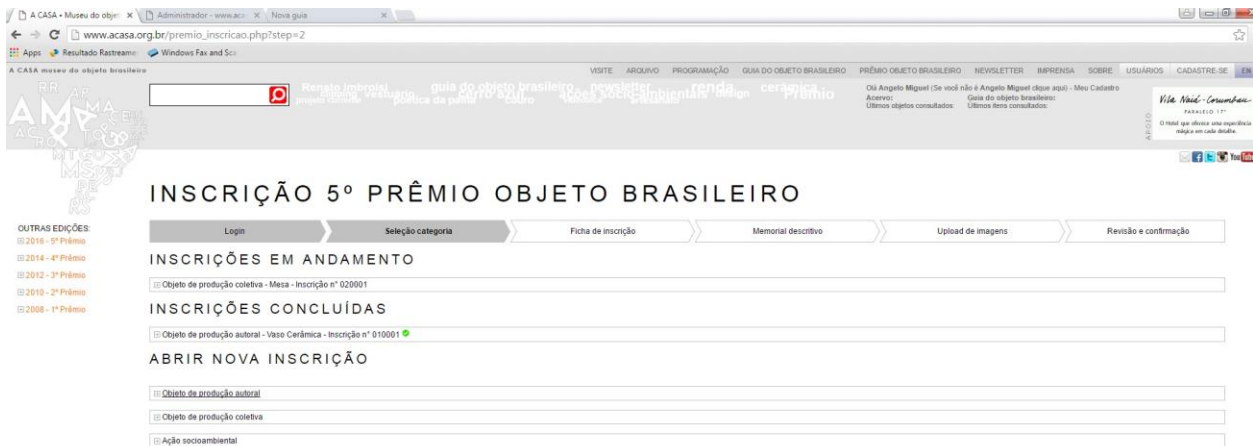 A CASA • Museu do obje
Administrador - www.aca
Nova guia
www.acasa.org.br/premio_inscricao.php?step=2
Apps
Resultado Rastreame
Windows Fax and Sc
A CASA museu do objeto brasileiro
VISITE ARQUIVO PROGRAMAÇÃO GUIA DO OBJETO BRASILEIRO PRÊMIO OBJETO BRASILEIRO NEWSLETTER IMPRENSA SOBRE USUÁRIOS CADASTRE-SE EN
Olá Angelo Miguel (Se você não é Angelo Miguel clique aqui) - Meu Cadastro
Acervo:
Últimos objetos consultados:
Guia do objeto brasileiro:
Últimos itens consultados:
APOIO
Vila Naiá - Corumbau
PARALELO 17°
O Hotel que oferece uma experiência
mágica em cada detalhe.
You Tube
INSCRIÇÃO 5º PRÊMIO OBJETO BRASILEIRO
OUTRAS EDIÇÕES:
2016 - 5º Prêmio
2014 - 4º Prêmio
2012 - 3º Prêmio
2010 - 2º Prêmio
2008 - 1º Prêmio
Login
Seleção categoria
Ficha de inscrição
Memorial descritivo
Upload de imagens
Revisão e confirmação
INSCRIÇÕES EM ANDAMENTO
Objeto de produção coletiva - Mesa - Inscrição n° 020001
INSCRIÇÕES CONCLUÍDAS
Objeto de produção autoral - Vaso Cerâmica - Inscrição n° 010001
ABRIR NOVA INSCRIÇÃO
Objeto de produção autoral
Objeto de produção coletiva
Ação socioambiental